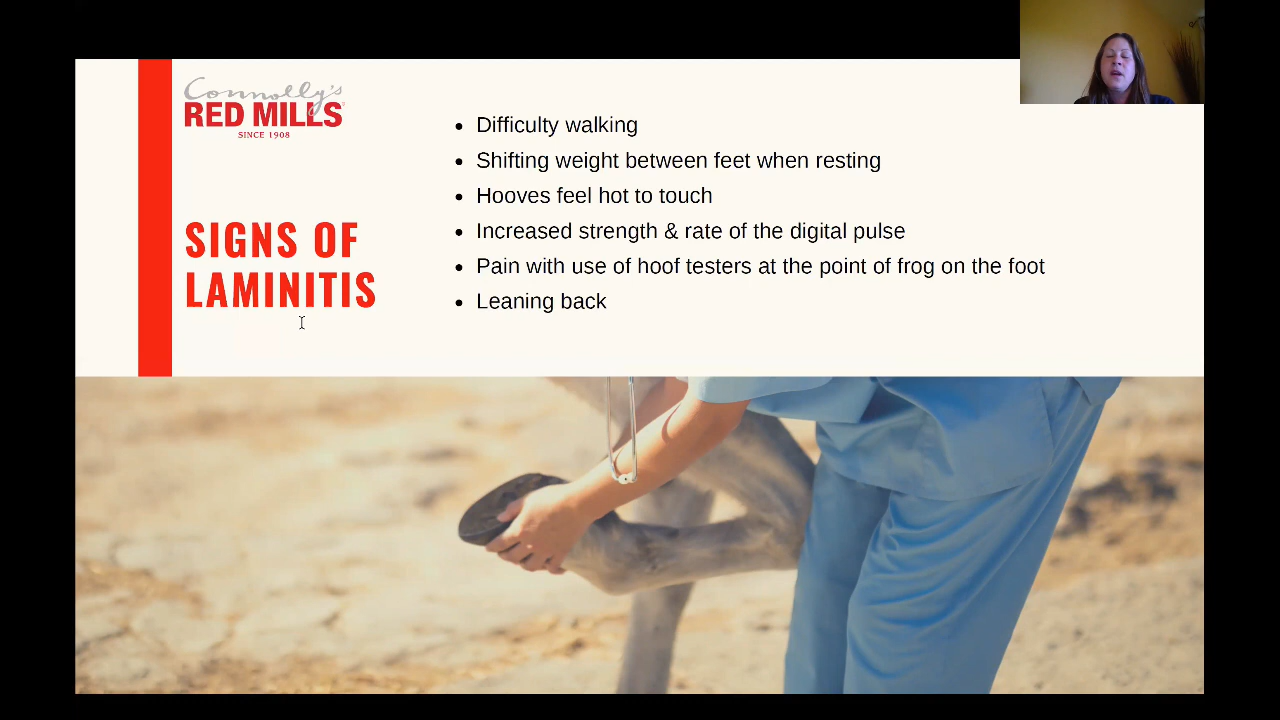 Connolly's
RED MILLS
SINCE 1908
SIGNS OF
LAMINITIS
• Difficulty walking
• Shifting weight between feet when resting
• Hooves feel hot to touch
• Increased strength & rate of the digital pulse
• Pain with use of hoof testers at the point of frog on the foot
• Leaning back